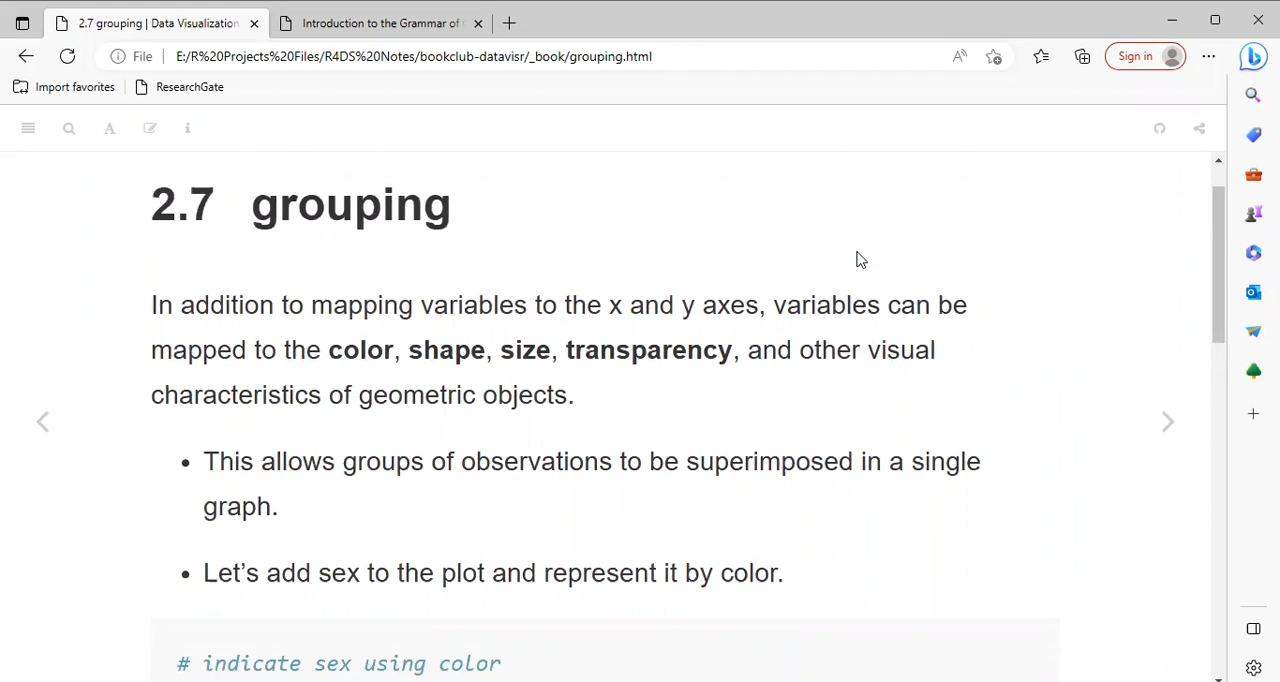 2.7 grouping | Data Visualization
Introduction to the Grammar of
File
E:/R%20Projects%20Files/R4DS%20Notes/bookclub-datavisr/_book/grouping.html
Sign in
Import favorites
ResearchGate
2.7 grouping
In addition to mapping variables to the x and y axes, variables can be
mapped to the color, shape, size, transparency, and other visual
characteristics of geometric objects.
• This allows groups of observations to be superimposed in a single
graph.
• Let’s add sex to the plot and represent it by color.
# indicate sex using color